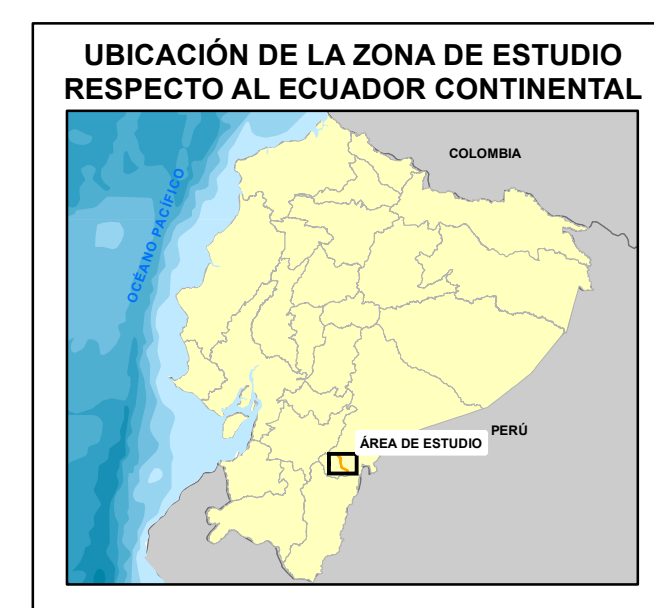 UBICACIÓN DE LA ZONA DE ESTUDIO
RESPECTO AL ECUADOR CONTINENTAL
COLOMBIA
OCÉANO PACÍFICO
PERÚ
ÁREA DE ESTUDIO